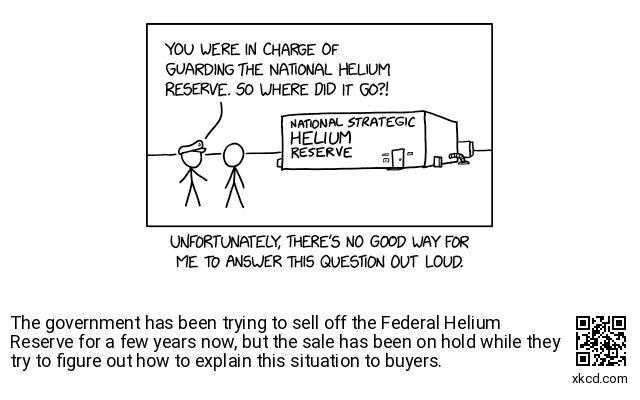 YOU WERE IN CHARGE OF
GUARDING THE NATIONAL HELIUM
RESERVE. SO WHERE DID IT GO?!
NATIONAL STRATEGIC
HELIUM
RESERVE
UNFORTUNATELY, THERE'S NO GOOD WAY FOR
ME TO ANSWER THIS QUESTION OUT LOUD.
The government has been trying to sell off the Federal Helium
Reserve for a few years now, but the sale has been on hold while they
try to figure out how to explain this situation to buyers.
xkcd.com